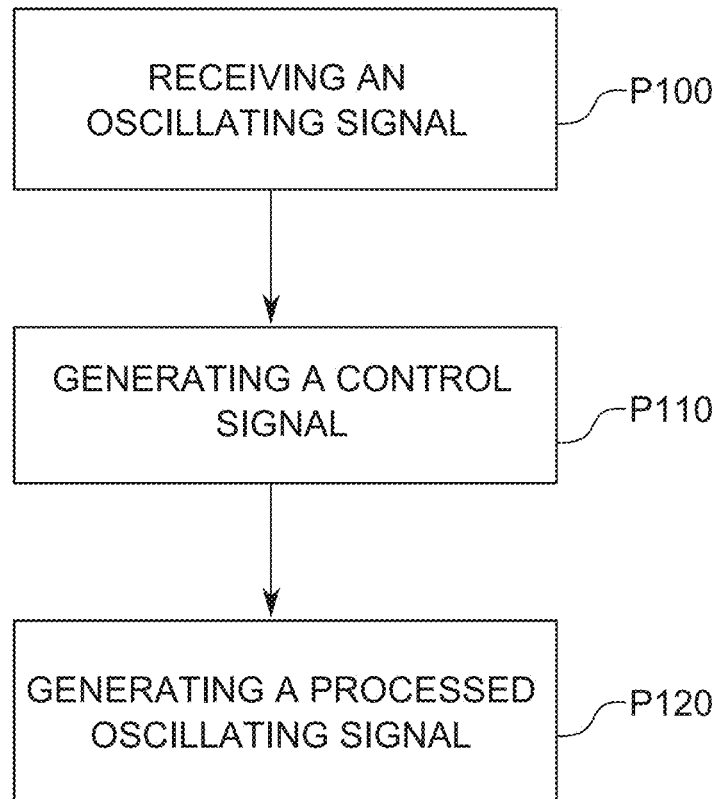 RECEIVING AN
OSCILLATING SIGNAL
P100
GENERATING A CONTROL
SIGNAL
P110
GENERATING A PROCESSED
OSCILLATING SIGNAL
P120